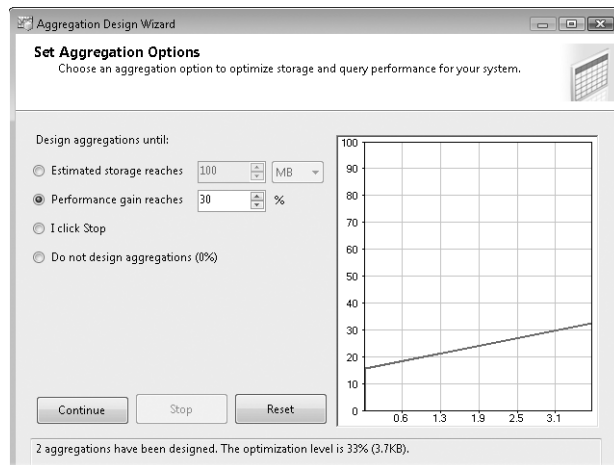 Aggregation Design Wizard
Set Aggregation Options
Choose an aggregation option to optimize storage and query performance for your system.
Design aggregations until:
Estimated storage reaches 100 MB
Performance gain reaches 30 %
I click Stop
Do not design aggregations (0%)
100
90
80
70
60
50
40
30
20
10
0
0.6 1.3 1.9 2.5 3.1
Continue Stop Reset
2 aggregations have been designed. The optimization level is 33% (3.7KB).